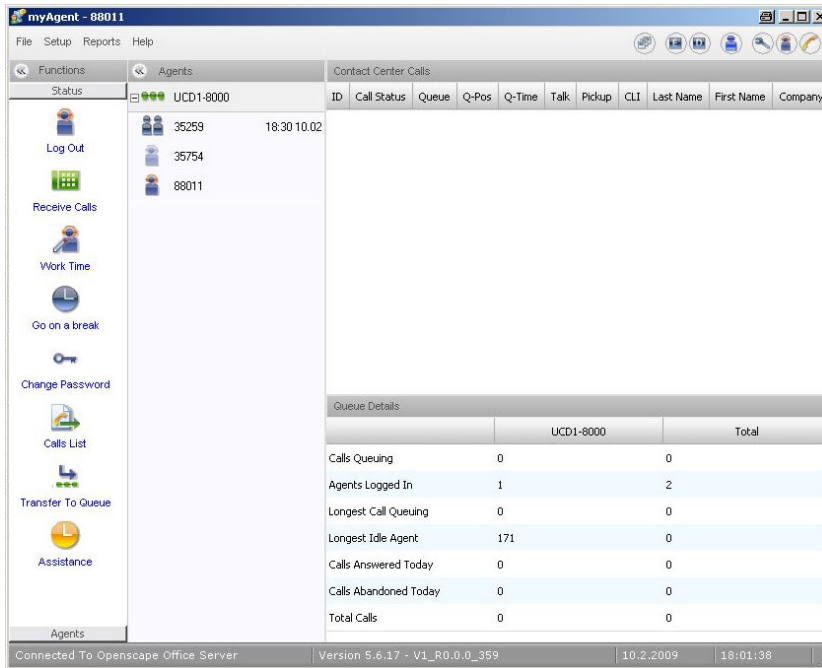 myAgent - 88011
File Setup Reports Help
Functions
Agents
Contact Center Calls
Status
UCD1-8000
ID Call Status Queue Q-Pos Q-Time Talk Pickup CLI Last Name First Name Company
35259 18:30 10.02
35754
88011
Log Out
Receive Calls
Work Time
Go on a break
Change Password
Calls List
Transfer To Queue
Assistance
Agents
Queue Details
UCD1-8000 Total
Calls Queuing 0 0
Agents Logged In 1 2
Longest Call Queuing 0 0
Longest Idle Agent 171 0
Calls Answered Today 0 0
Calls Abandoned Today 0 0
Total Calls 0 0
Connected To Openscape Office Server Version 5.6.17 - V1_R0.0.0_359 10.2.2009 18:01:38